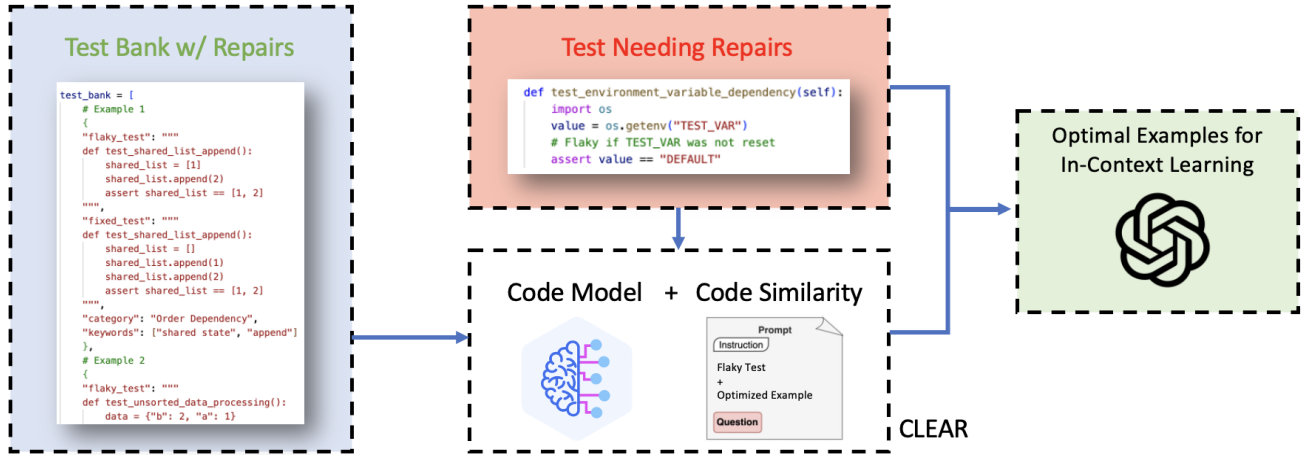 Test Bank w/ Repairs
test_bank = [
# Example 1
{
"flaky_test": """
def test_shared_list_append():
shared_list = [1]
shared_list.append(2)
assert shared_list == [1, 2]
""",
"fixed_test": """
def test_shared_list_append():
shared_list = []
shared_list.append(1)
shared_list.append(2)
assert shared_list == [1, 2]
""",
"category": "Order Dependency",
"keywords": ["shared state", "append"]
},
# Example 2
{
"flaky_test": """
def test_unsorted_data_processing():
data = {"b": 2, "a": 1}
Test Needing Repairs
def test_environment_variable_dependency(self):
import os
value = os.getenv("TEST_VAR")
# Flaky if TEST_VAR was not reset
assert value == "DEFAULT"
Code Model + Code Similarity
Prompt
Instruction
Flaky Test
+
Optimized Example
Question
CLEAR
Optimal Examples for
In-Context Learning